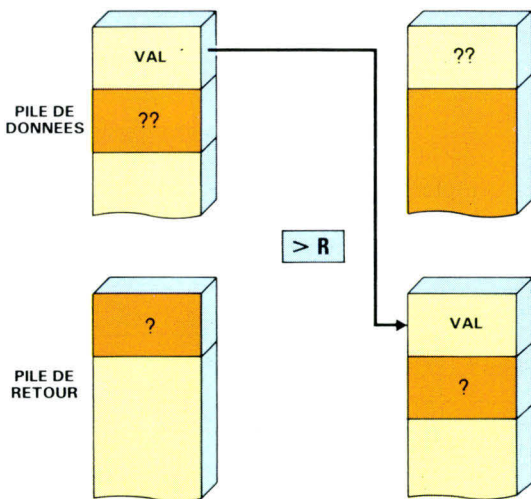 VAL
??
PILE DE
DONNEES
??
> R
?
VAL
PILE DE
RETOUR
?